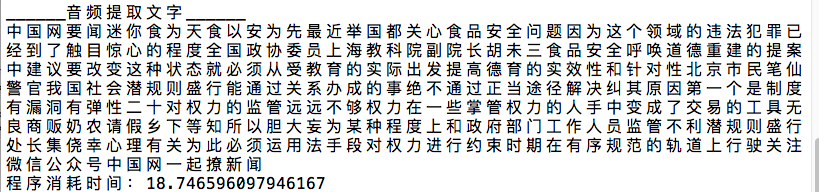 ______音频提取文字______
中国网要闻迷你食为天食以安为先最近举国都关心食品安全问题因为这个领域的违法犯罪已
经到了触目惊心的程度全国政协委员上海教科院副院长胡未三食品安全呼唤道德重建的提案
中建议要改变这种状态就必须从受教育的实际出发提高德育的实效性和针对性北京市民笔仙
警官我国社会潜规则盛行能通过关系办成的事绝不通过正当途径解决纠其原因第一个是制度
有漏洞有弹性二十对权力的监管远远不够权力在一些掌管权力的人手中变成了交易的工具无
良商贩奶农请假乡下等知所以胆大妄为某种程度上和政府部门工作人员监管不利潜规则盛行
处长集侥幸心理有关为此必须运用法手段对权力进行约束时期在有序规范的轨道上行驶关注
微信公众号中国网一起撩新闻
程序消耗时间：18.746596097946167